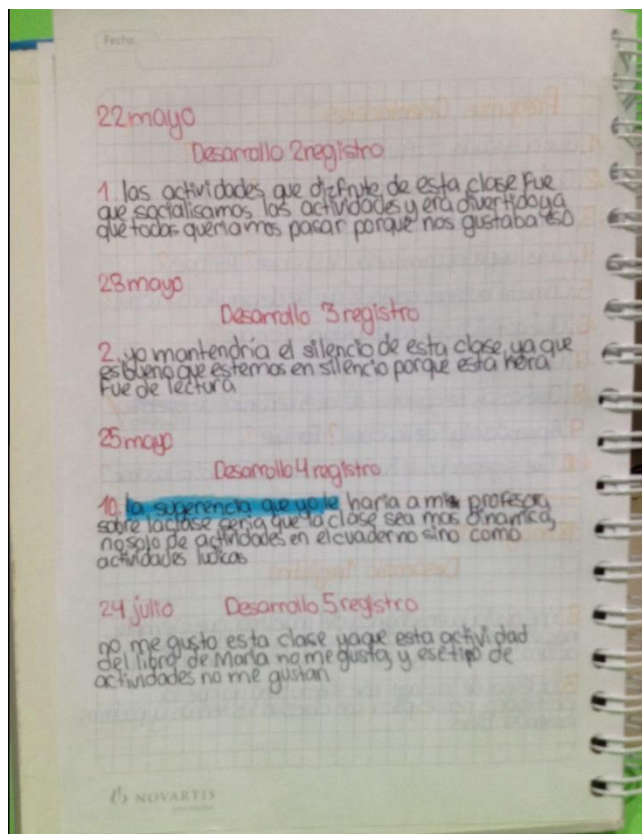 Fecha:
22 mayo
Desarrollo 2 registro
1. las actividades que dizfrute de esta clase fue
que socialisamos las actividades y era divertido ya
que todos queriamos pasar porque nos gustaba eso
23 mayo
Desarrollo 3 registro
2. yo mantendria el silencio de esta clase, ya que
es bueno que estemos en silencio porque esta hora
fue de lectura
25 mayo
Desarrollo 4 registro
10. la sugerencia que yo le haria a mi profesora
sobre la clase seria que la clase sea mas dinamica,
no solo de actividades en el cuaderno sino como
actividades ludicas
24 julio Desarrollo 5 registro
no me gusto esta clase ya que esta actividad
del libro de Maria no me gusta, y ese tipo de
actividades no me gustan
NOVARTIS